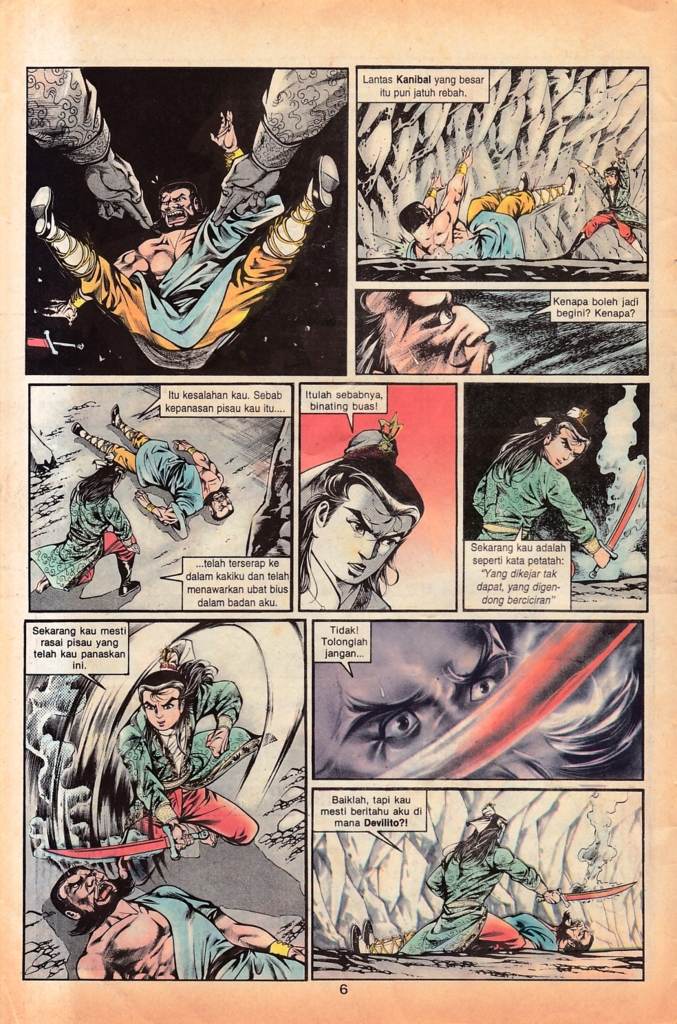 Lantas Kanibal yang besar
itu pun jatuh rebah.
Kenapa boleh jadi
begini? Kenapa?
Itu kesalahan kau. Sebab
kepanasan pisau kau itu....
...telah terserap ke
dalam kakiku dan telah
menawarkan ubat bius
dalam badan aku.
Itulah sebabnya,
binating buas!
Sekarang kau adalah
seperti kata petatah:
"Yang dikejar tak
dapat, yang digen-
dong berciciran"
Sekarang kau mesti
rasai pisau yang
telah kau panaskan
ini.
Tidak!
Tolonglah
jangan...
Baiklah, tapi kau
mesti beritahu aku di
mana Devilito?!
6